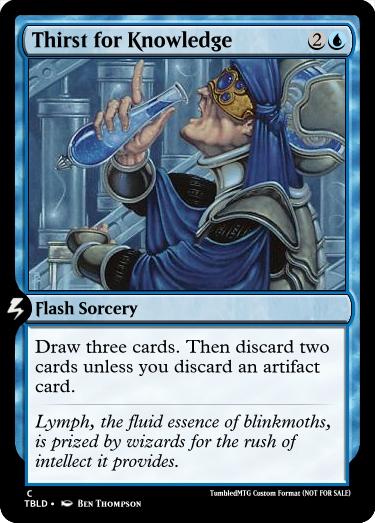 Thirst for Knowledge 2
Flash Sorcery
Draw three cards. Then discard two
cards unless you discard an artifact
card.
Lymph, the fluid essence of blinkmoths,
is prized by wizards for the rush of
intellect it provides.
C
TBLD • Ben Thompson
TumbledMTG Custom Format (NOT FOR SALE)